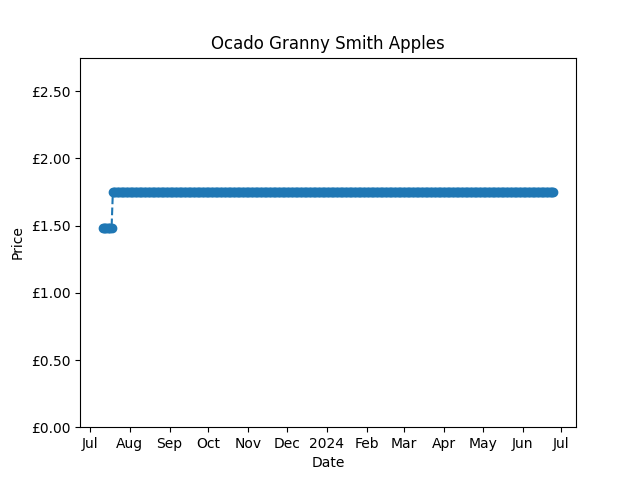 Ocado Granny Smith Apples
£2.50
£2.00
£1.50
£1.00
£0.50
£0.00
Price
Jul Aug Sep Oct Nov Dec 2024 Feb Mar Apr May Jun Jul
Date